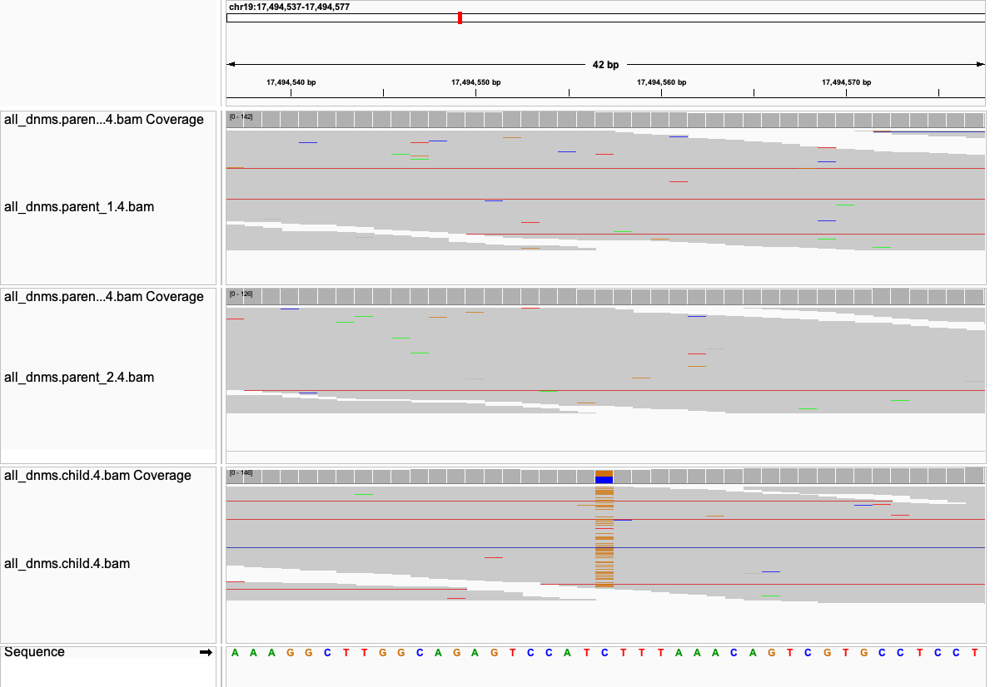 chr19:17,494,537-17,494,577
42 bp
17,494,540 bp 17,494,550 bp 17,494,560 bp 17,494,570 bp
all_dnms.paren...4.bam Coverage
[0 - 142]
all_dnms.parent_1.4.bam
all_dnms.paren...4.bam Coverage
[0 - 126]
all_dnms.parent_2.4.bam
all_dnms.child.4.bam Coverage
[0 - 146]
all_dnms.child.4.bam
Sequence A A A G G C T T G G C A G A G T C C A T C T T T A A A C A G T C G T G C C T C C T